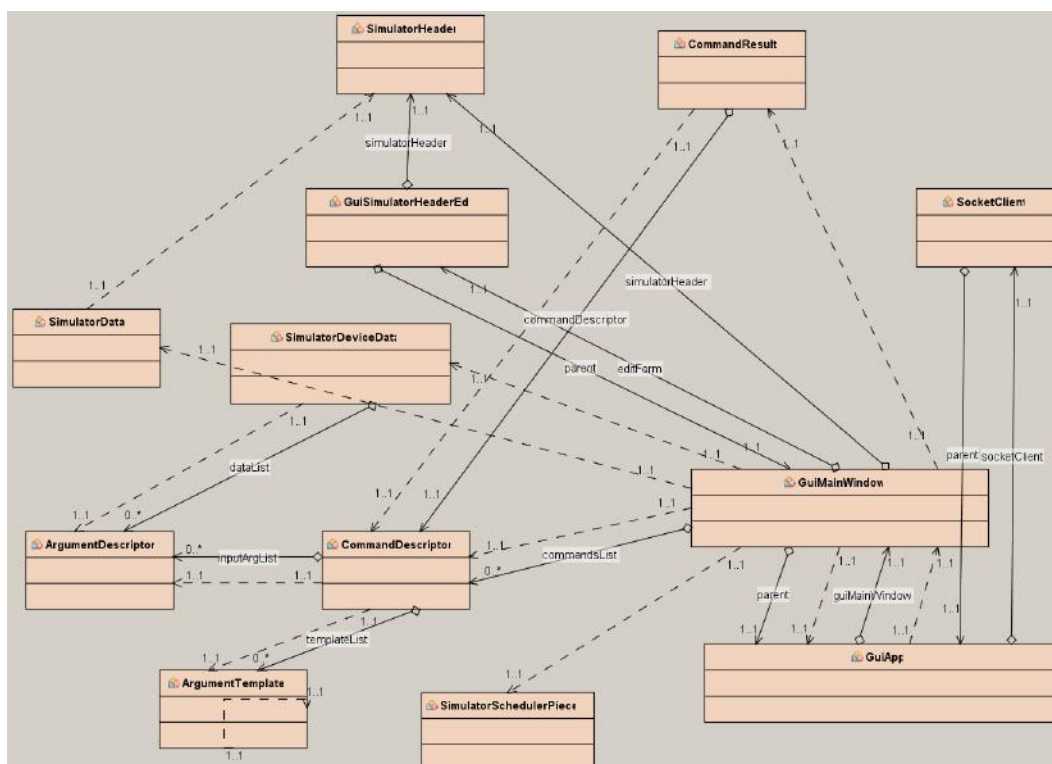 SimulatorHeader
CommandResult
1..1
1..1
1..1
1..1
1..1
simulatorHeader
GuiSimulatorHeaderEd
SocketClient
1..1
1..1
simulatorHeader
1..1
SimulatorData
commandDescriptor
SimulatorDeviceData
1..1
1..1
parent
editForm
1..1
1..1
1..1
1..1
1..1
parent
socketClient
dataList
1..1
1..1
GuiMainWindow
1..1
1..1
1..1
0..*
ArgumentDescriptor
CommandDescriptor
0..*
inputArgList
1..1
commandsList
1..1
1..1
0..*
1..1
1..1
1..1
parent
guiMainWindow
1..1
templateList
1..1
1..1
1..1
1..1
1..1
0..*
GuiApp
ArgumentTemplate
1..1
1..1
SimulatorSchedulerPiece
1..1